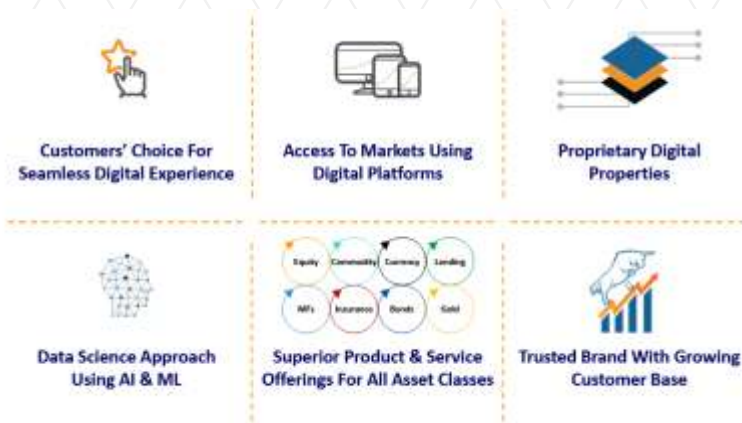 Customers' Choice For
Seamless Digital Experience
Access To Markets Using
Digital Platforms
Proprietary Digital
Properties
Equity Commodity Currency Lending
MFs Insurance Bonds Gold
Data Science Approach
Using AI & ML
Superior Product & Service
Offerings For All Asset Classes
Trusted Brand With Growing
Customer Base